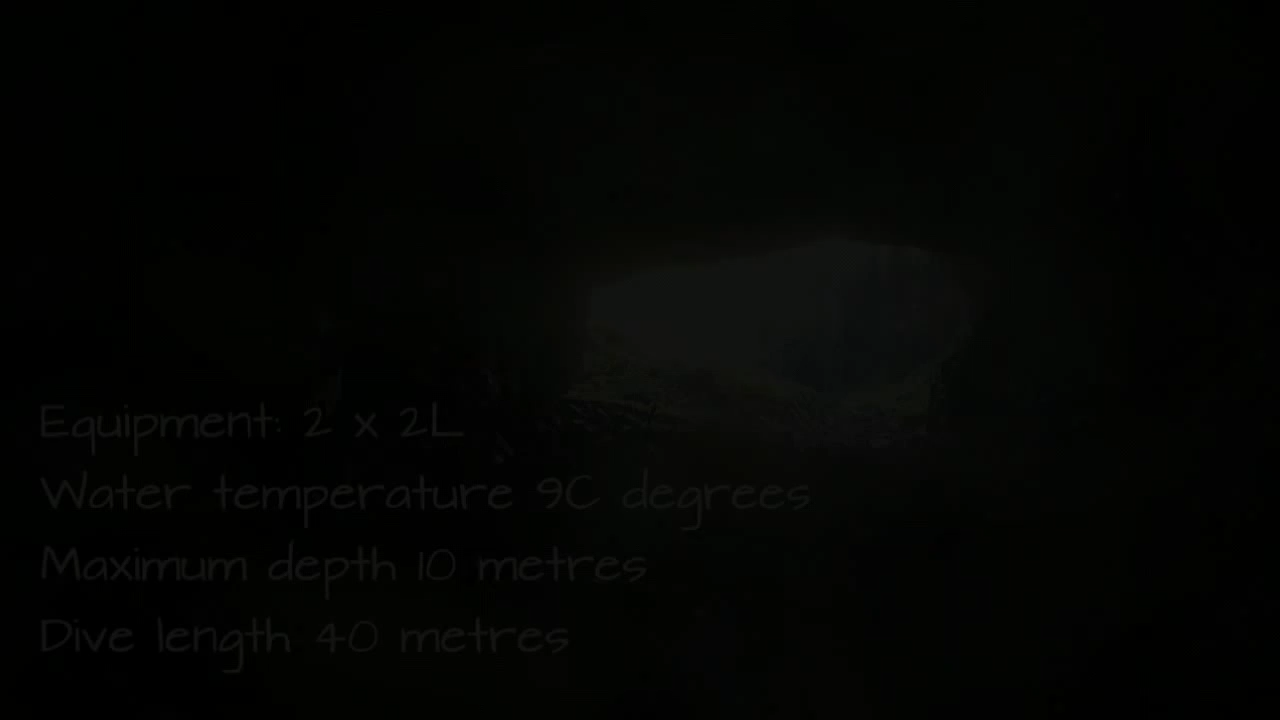 Equipment: 2 x 2L
Water temperature 9C degrees
Maximum depth 10 metres
Dive length 40 metres